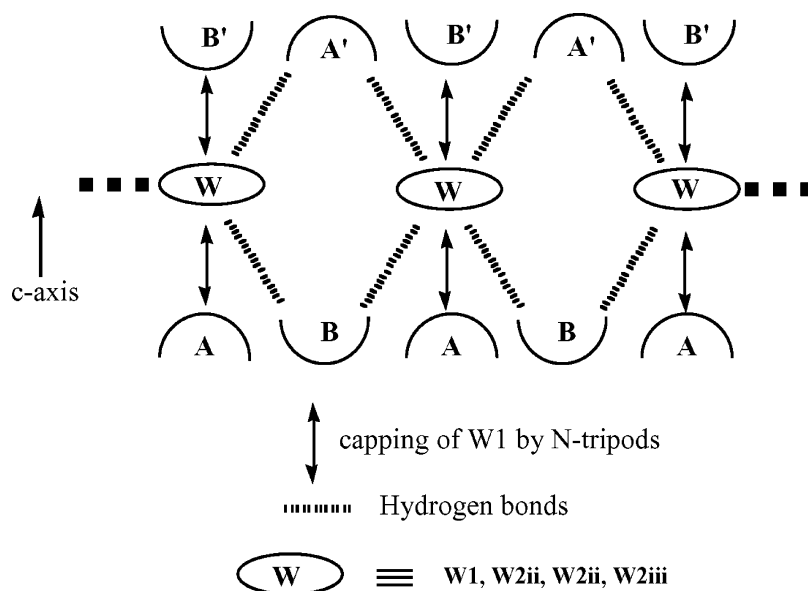 B' A' B' A' B'
W W W
c-axis
A B A B A
capping of W1 by N-tripods
Hydrogen bonds
W W1, W2ii, W2ii, W2iii